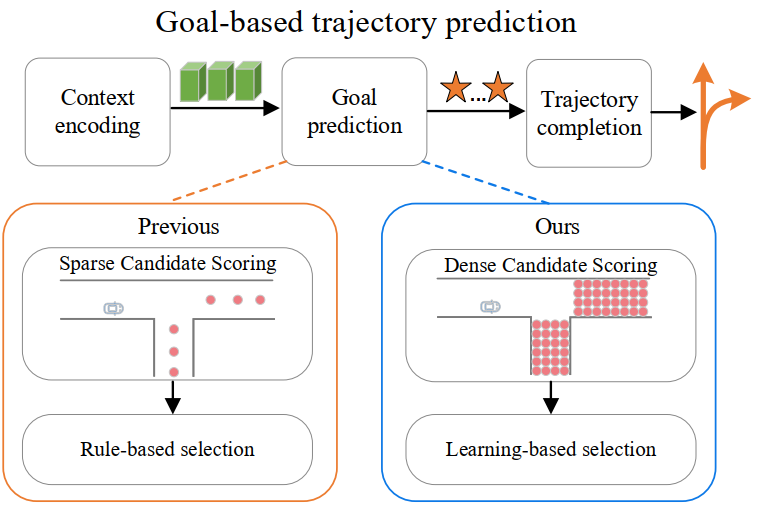 Goal-based trajectory prediction
Context
encoding
Goal
prediction
...
Trajectory
completion
Previous
Sparse Candidate Scoring
Rule-based selection
Ours
Dense Candidate Scoring
Learning-based selection